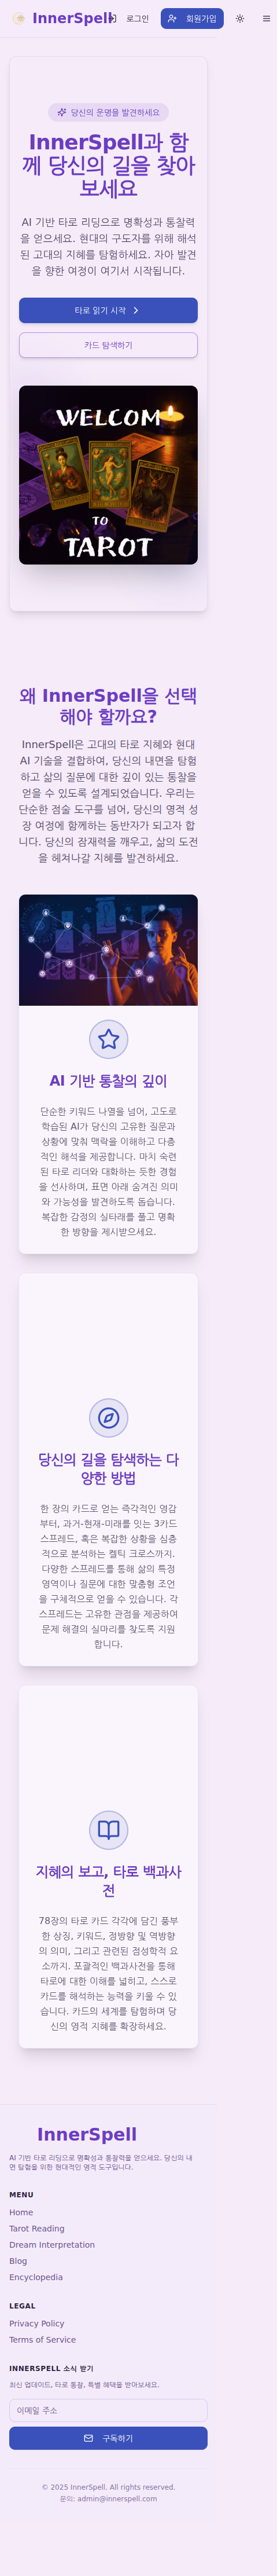 InnerSpell
로그인
회원가입
당신의 운명을 발견하세요
InnerSpell과 함
께 당신의 길을 찾아
보세요
AI 기반 타로 리딩으로 명확성과 통찰력
을 얻으세요. 현대의 구도자를 위해 해석
된 고대의 지혜를 탐험하세요. 자아 발견
을 향한 여정이 여기서 시작됩니다.
타로 읽기 시작
카드 탐색하기
WELCOM
TO
TAROT
왜 InnerSpell을 선택
해야 할까요?
InnerSpell은 고대의 타로 지혜와 현대
AI 기술을 결합하여, 당신의 내면을 탐험
하고 삶의 질문에 대한 깊이 있는 통찰을
얻을 수 있도록 설계되었습니다. 우리는
단순한 점술 도구를 넘어, 당신의 영적 성
장 여정에 함께하는 동반자가 되고자 합
니다. 당신의 잠재력을 깨우고, 삶의 도전
을 헤쳐나갈 지혜를 발견하세요.
AI 기반 통찰의 깊이
단순한 키워드 나열을 넘어, 고도로
학습된 AI가 당신의 고유한 질문과
상황에 맞춰 맥락을 이해하고 다층
적인 해석을 제공합니다. 마치 숙련
된 타로 리더와 대화하는 듯한 경험
을 선사하며, 표면 아래 숨겨진 의미
와 가능성을 발견하도록 돕습니다.
복잡한 감정의 실타래를 풀고 명확
한 방향을 제시받으세요.
당신의 길을 탐색하는 다
양한 방법
한 장의 카드로 얻는 즉각적인 영감
부터, 과거-현재-미래를 잇는 3카드
스프레드, 혹은 복잡한 상황을 심층
적으로 분석하는 켈틱 크로스까지.
다양한 스프레드를 통해 삶의 특정
영역이나 질문에 대한 맞춤형 조언
을 구체적으로 얻을 수 있습니다. 각
스프레드는 고유한 관점을 제공하여
문제 해결의 실마리를 찾도록 지원
합니다.
지혜의 보고, 타로 백과사
전
78장의 타로 카드 각각에 담긴 풍부
한 상징, 키워드, 정방향 및 역방향
의 의미, 그리고 관련된 점성학적 요
소까지. 포괄적인 백과사전을 통해
타로에 대한 이해를 넓히고, 스스로
카드를 해석하는 능력을 키울 수 있
습니다. 카드의 세계를 탐험하며 당
신의 영적 지혜를 확장하세요.
InnerSpell
AI 기반 타로 리딩으로 명확성과 통찰력을 얻으세요. 당신의 내
면 탐험을 위한 현대적인 영적 도구입니다.
MENU
Home
Tarot Reading
Dream Interpretation
Blog
Encyclopedia
LEGAL
Privacy Policy
Terms of Service
INNERSPELL 소식 받기
최신 업데이트, 타로 통찰, 특별 혜택을 받아보세요.
이메일 주소
구독하기
© 2025 InnerSpell. All rights reserved.
문의: admin@innerspell.com